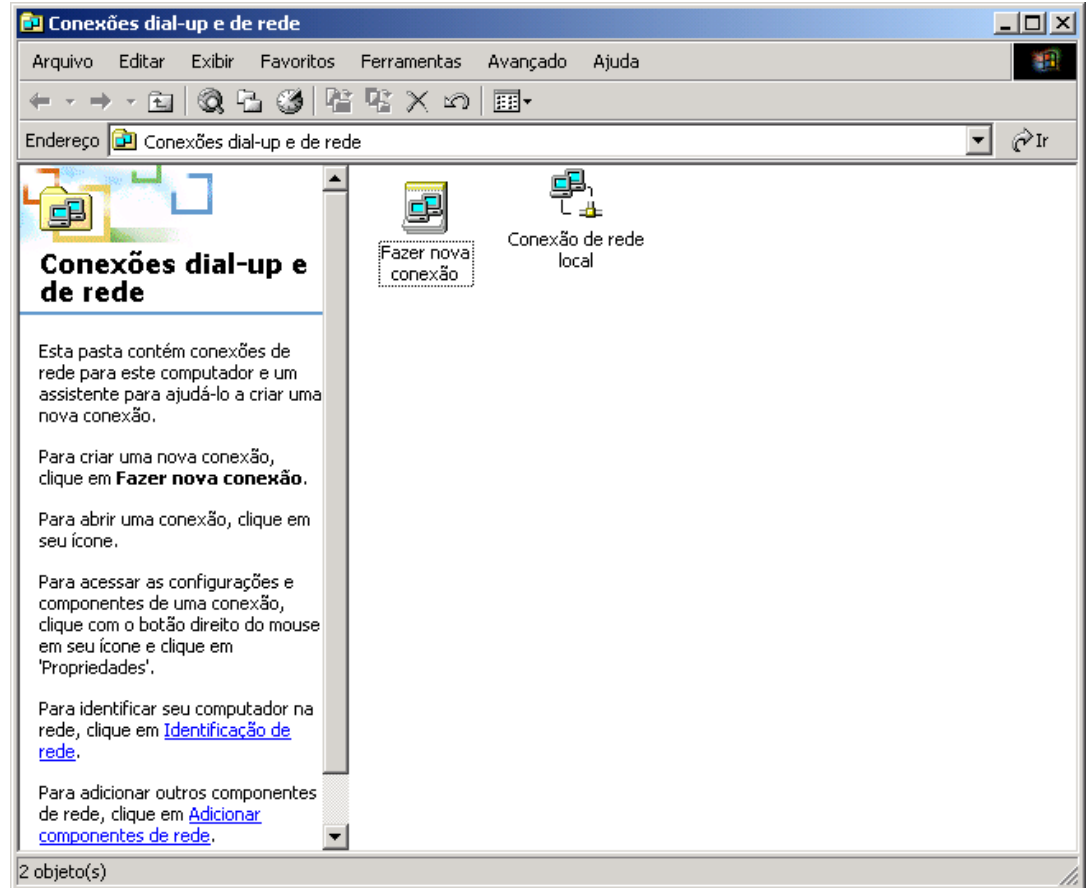 Conexões dial-up e de rede
Arquivo Editar Exibir Favoritos Ferramentas Avançado Ajuda
Endereço Conexões dial-up e de rede Ir
Conexões dial-up e
de rede
Esta pasta contém conexões de
rede para este computador e um
assistente para ajudá-lo a criar uma
nova conexão.
Para criar uma nova conexão,
clique em Fazer nova conexão.
Para abrir uma conexão, clique em
seu ícone.
Para acessar as configurações e
componentes de uma conexão,
clique com o botão direito do mouse
em seu ícone e clique em
'Propriedades'.
Para identificar seu computador na
rede, clique em Identificação de
rede.
Para adicionar outros componentes
de rede, clique em Adicionar
componentes de rede.
Fazer nova
conexão
Conexão de rede
local
2 objeto(s)